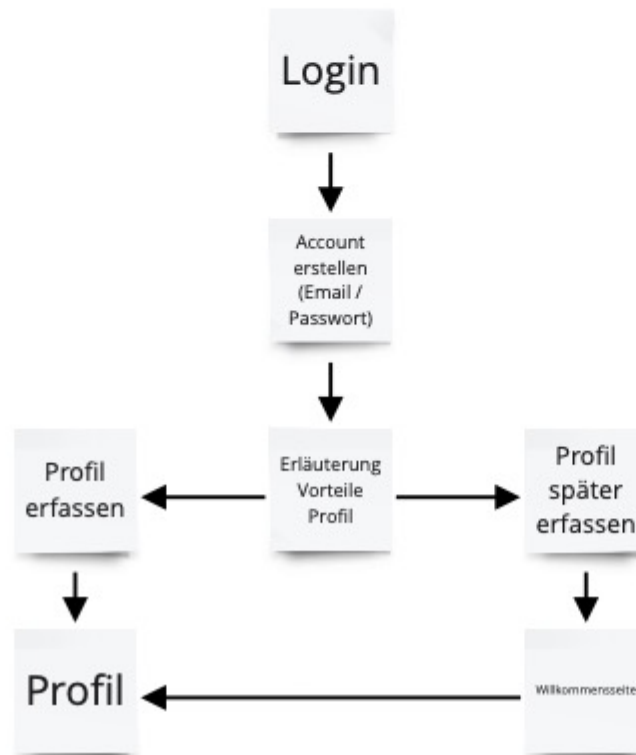 Login
Account
erstellen
(Email /
Passwort)
Profil
erfassen
Erläuterung
Vorteile
Profil
Profil
später
erfassen
Profil
Willkommensseite